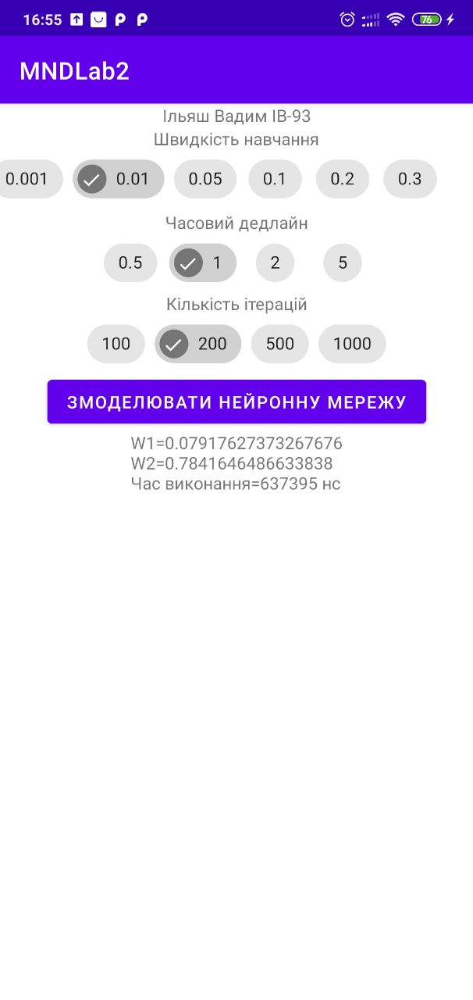 16:55
76
MNDLab2
Ільяш Вадим ІВ-93
Швидкість навчання
0.001 0.01 0.05 0.1 0.2 0.3
Часовий дедлайн
0.5 1 2 5
Кількість ітерацій
100 200 500 1000
ЗМОДЕЛЮВАТИ НЕЙРОННУ МЕРЕЖУ
W1=0.07917627373267676
W2=0.7841646486633838
Час виконання=637395 нс